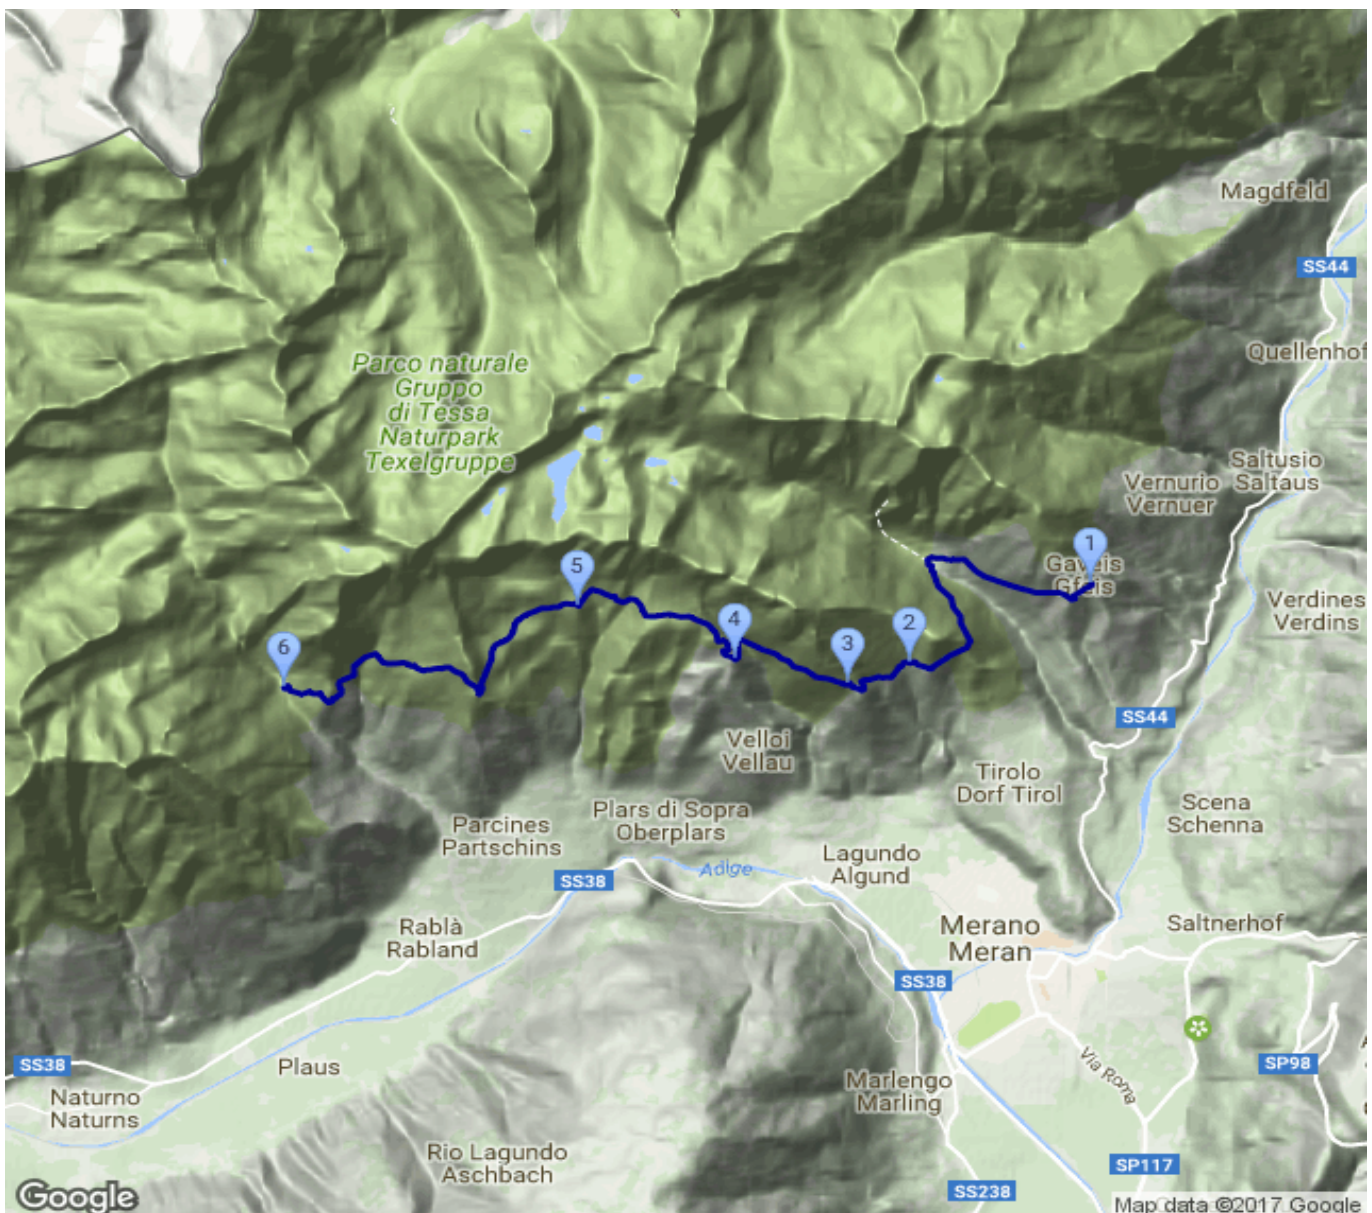 Magdfeld
SS44
Quellenhof
Parco naturale
Gruppo
di Tessa
Naturpark
Texelgruppe
Saltusio
Saltaus
Vernurio
Vernuer
1
Gaveis
Gfeis
5
Verdines
Verdins
4
2
6
3
SS44
Velloi
Vellau
Tirolo
Dorf Tirol
Plars di Sopra
Oberplars
Scena
Schenna
Parcines
Partschins
Adige
Lagundo
Algund
SS38
Rablà
Rabland
Merano
Meran
Saltnerhof
SS38
SS38
Plaus
Naturno
Naturns
Via Roma
SP98
Marlengo
Marling
Rio Lagundo
Aschbach
SP117
SS238
Google
Map data ©2017 Google